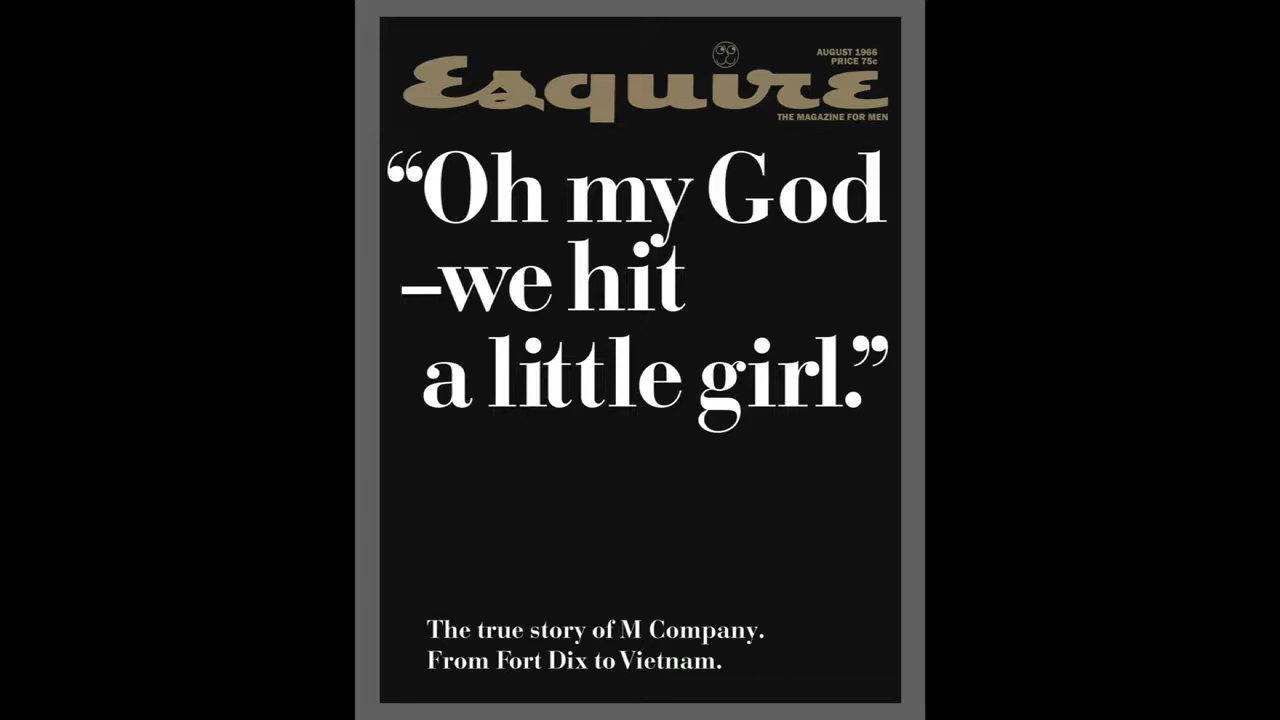 AUGUST 1966
PRICE 75c
Esquire
THE MAGAZINE FOR MEN
“Oh my God
–we hit
a little girl.”
The true story of M Company.
From Fort Dix to Vietnam.